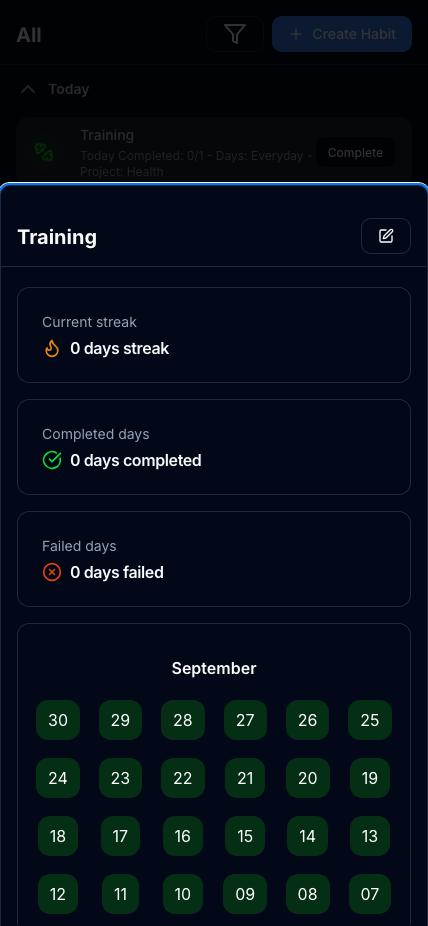 All
Create Habit
Today
Training
Today Completed: 0/1 - Days: Everyday -
Project: Health
Complete
Training
Current streak
0 days streak
Completed days
0 days completed
Failed days
0 days failed
September
30 29 28 27 26 25
24 23 22 21 20 19
18 17 16 15 14 13
12 11 10 09 08 07